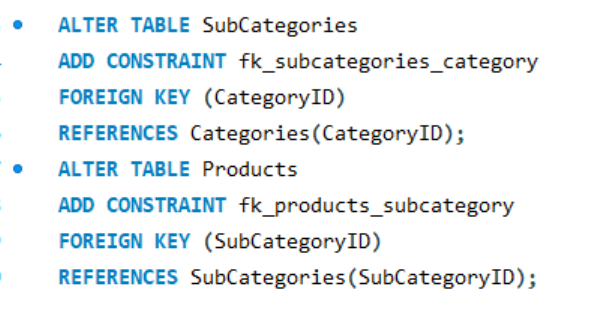 ALTER TABLE SubCategories
ADD CONSTRAINT fk_subcategories_category
FOREIGN KEY (CategoryID)
REFERENCES Categories(CategoryID);
ALTER TABLE Products
ADD CONSTRAINT fk_products_subcategory
FOREIGN KEY (SubCategoryID)
REFERENCES SubCategories(SubCategoryID);